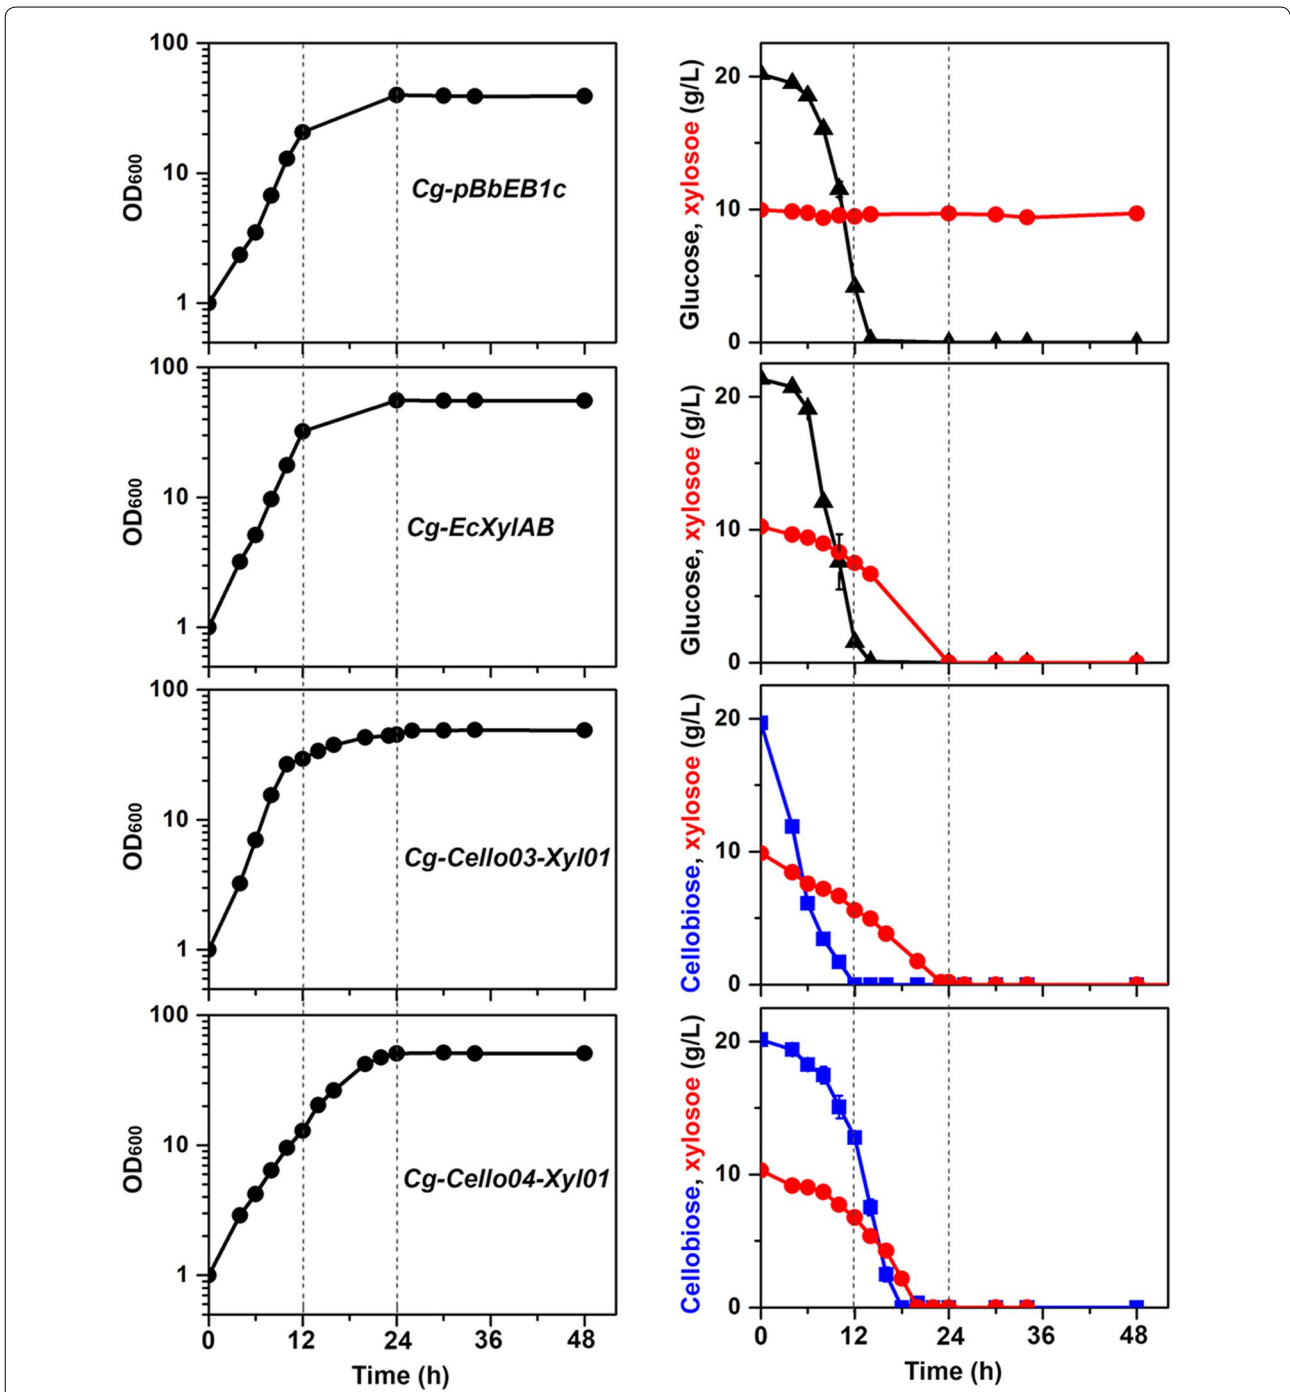 100
10
1
OD600
Cg-pBbEB1c
20
10
0
Glucose, xylosoe (g/L)
100
10
1
OD600
Cg-EcXylAB
20
10
0
Glucose, xylosoe (g/L)
100
10
1
OD600
Cg-Cello03-Xyl01
20
10
0
Cellobiose, xylosoe (g/L)
100
10
1
OD600
Cg-Cello04-Xyl01
0 12 24 36 48
Time (h)
20
10
0
Cellobiose, xylosoe (g/L)
0 12 24 36 48
Time (h)